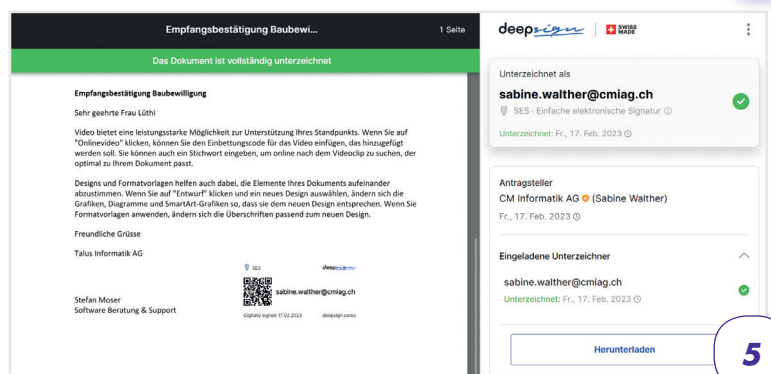 Empfangsbestätigung Baubewi...
1 Seite
Das Dokument ist vollständig unterzeichnet
Empfangsbestätigung Baubewilligung
Sehr geehrte Frau Lüthi
Video bietet eine leistungsstarke Möglichkeit zur Unterstützung Ihres Standpunkts. Wenn Sie auf
"Onlinevideo" klicken, können Sie den Einbettungscode für das Video einfügen, das hinzugefügt
werden soll. Sie können auch ein Stichwort eingeben, um online nach dem Videoclip zu suchen, der
optimal zu Ihrem Dokument passt.
Designs und Formatvorlagen helfen auch dabei, die Elemente Ihres Dokuments aufeinander
abzustimmen. Wenn Sie auf "Entwurf" klicken und ein neues Design auswählen, ändern sich die
Grafiken, Diagramme und SmartArt-Grafiken so, dass sie dem neuen Design entsprechen. Wenn Sie
Formatvorlagen anwenden, ändern sich die Überschriften passend zum neuen Design.
Freundliche Grüsse
Talus Informatik AG
SES deepsign
sabine.walther@cmiag.ch
Digitally signed 17.02.2023 deepsign.swiss
Stefan Moser
Software Beratung & Support
deepsign
SWISS
MADE
Unterzeichnet als
sabine.walther@cmiag.ch
SES - Einfache elektronische Signatur
Unterzeichnet: Fr., 17. Feb. 2023
Antragsteller
CM Informatik AG (Sabine Walther)
Fr., 17. Feb. 2023
Eingeladene Unterzeichner
sabine.walther@cmiag.ch
Unterzeichnet: Fr., 17. Feb. 2023
Herunterladen
5